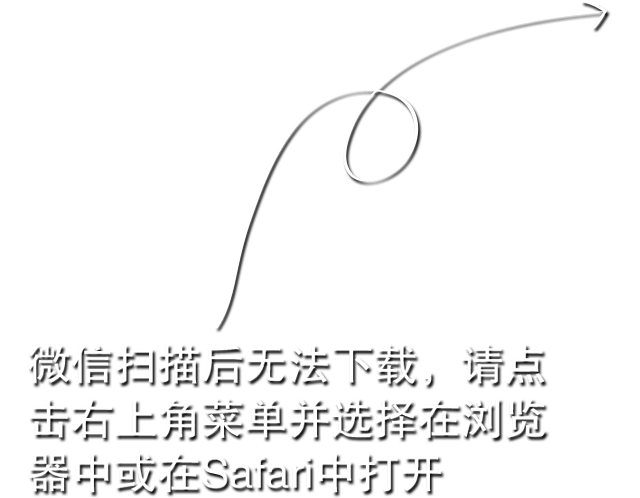 微信扫描后无法下载，请点
击右上角菜单并选择在浏览
器中或在Safari中打开